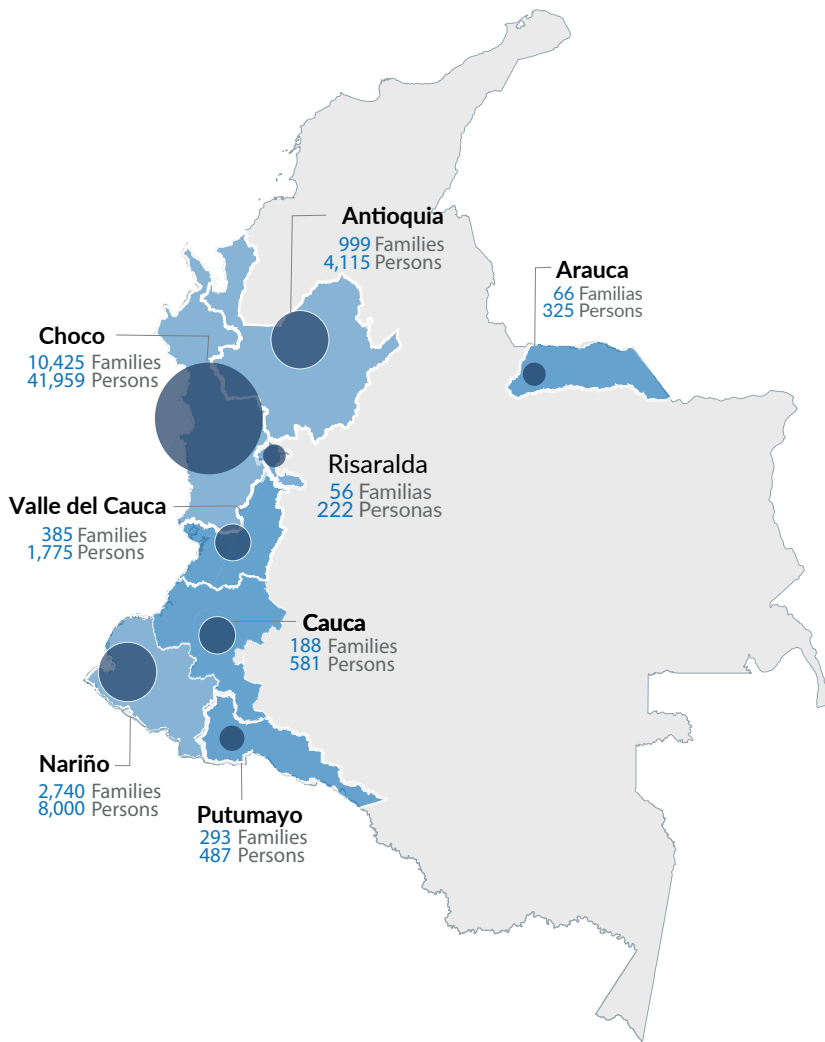 Antioquia
999 Families
4,115 Persons
Arauca
66 Familias
325 Persons
Choco
10,425 Families
41,959 Persons
Risaralda
56 Familias
222 Personas
Valle del Cauca
385 Families
1,775 Persons
Cauca
188 Families
581 Persons
Nariño
2,740 Families
8,000 Persons
Putumayo
293 Families
487 Persons